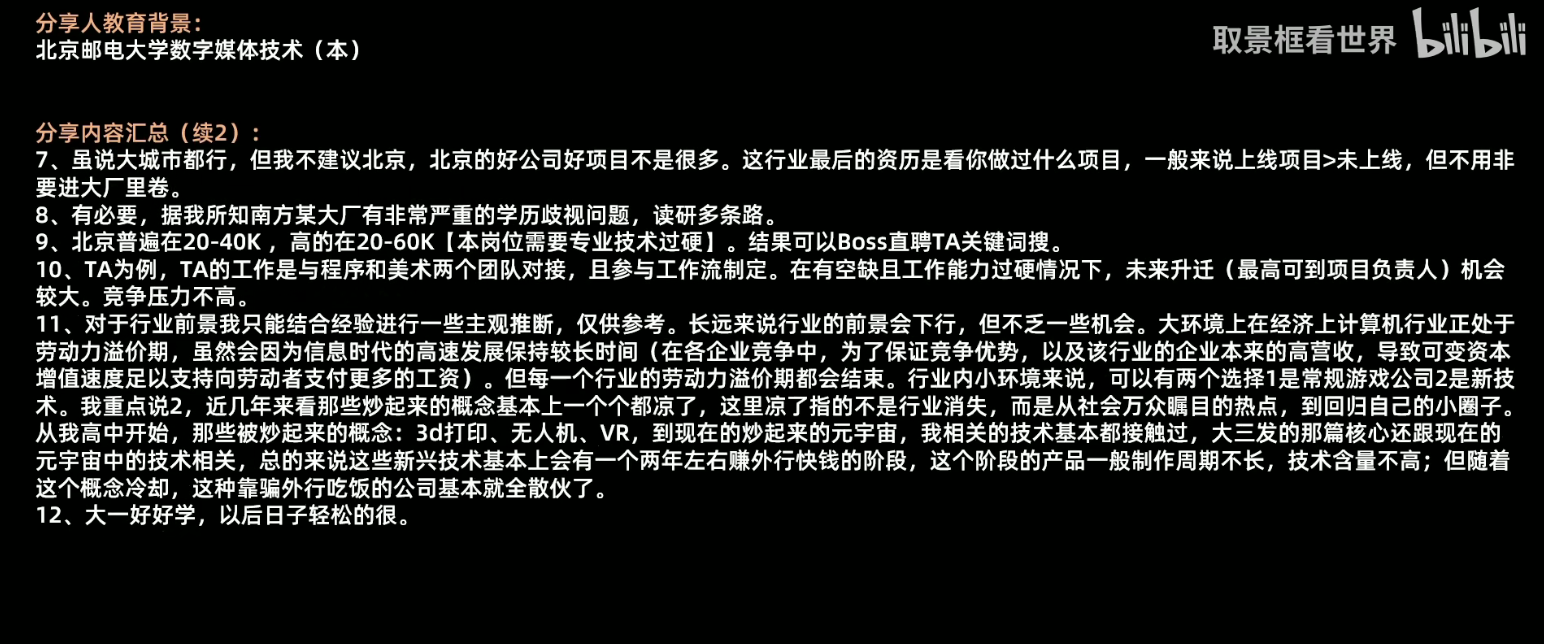 分享人教育背景：
北京邮电大学数字媒体技术（本）
取景框看世界 bilibili
分享内容汇总（续2）：
7、虽说大城市都行，但我不建议北京，北京的好公司好项目不是很多。这行业最后的资历是看你做过什么项目，一般来说上线项目>未上线，但不用非
要进大厂里卷。
8、有必要，据我所知南方某大厂有非常严重的学历歧视问题，读研多条路。
9、北京普遍在20-40K ，高的在20-60K【本岗位需要专业技术过硬】。结果可以Boss直聘TA关键词搜。
10、TA为例，TA的工作是与程序和美术两个团队对接，且参与工作流制定。在有空缺且工作能力过硬情况下，未来升迁（最高可到项目负责人）机会
较大。竞争压力不高。
11、对于行业前景我只能结合经验进行一些主观推断，仅供参考。长远来说行业的前景会下行，但不乏一些机会。大环境上在经济上计算机行业正处于
劳动力溢价期，虽然会因为信息时代的高速发展保持较长时间（在各企业竞争中，为了保证竞争优势，以及该行业的企业本来的高营收，导致可变资本
增值速度足以支持向劳动者支付更多的工资）。但每一个行业的劳动力溢价期都会结束。行业内小环境来说，可以有两个选择1是常规游戏公司2是新技
术。我重点说2，近几年来看那些炒起来的概念基本上一个个都凉了，这里凉了指的不是行业消失，而是从社会万众瞩目的热点，到回归自己的小圈子。
从我高中开始，那些被炒起来的概念：3d打印、无人机、VR，到现在的炒起来的元宇宙，我相关的技术基本都接触过，大三发的那篇核心还跟现在的
元宇宙中的技术相关，总的来说这些新兴技术基本上会有一个两年左右赚外行快钱的阶段，这个阶段的产品一般制作周期不长，技术含量不高；但随着
这个概念冷却，这种靠骗外行吃饭的公司基本就全散伙了。
12、大一好好学，以后日子轻松的很。